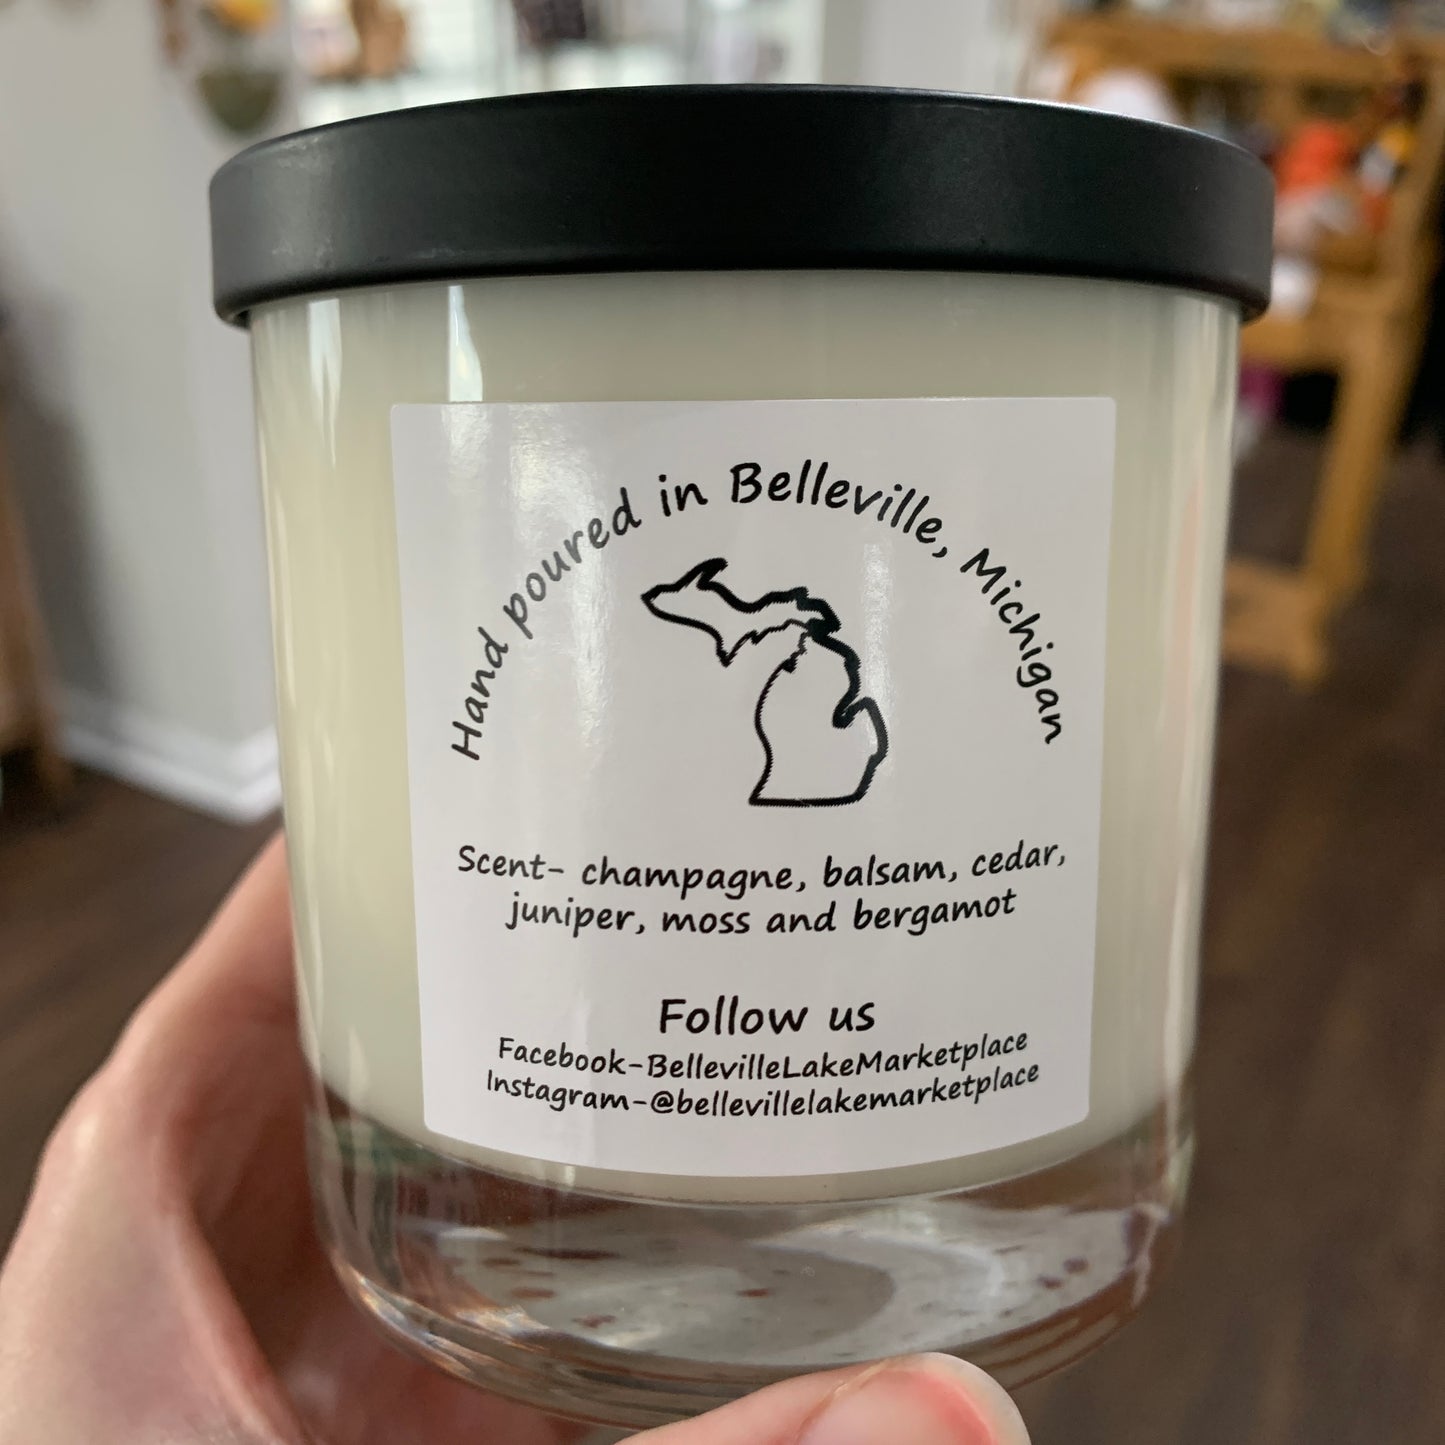 Hand poured in Belleville, Michigan
Scent- champagne, balsam, cedar,
juniper, moss and bergamot
Follow us
Facebook-BellevilleLakeMarketplace
Instagram-@bellevillelakemarketplace